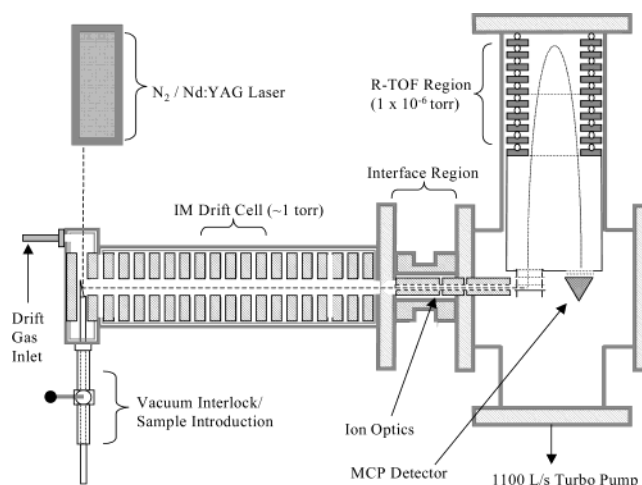 N₂ / Nd:YAG Laser
R-TOF Region
(1 x 10⁻⁶ torr)
Interface Region
IM Drift Cell (~1 torr)
Drift
Gas
Inlet
Vacuum Interlock/
Sample Introduction
Ion Optics
MCP Detector
1100 L/s Turbo Pump